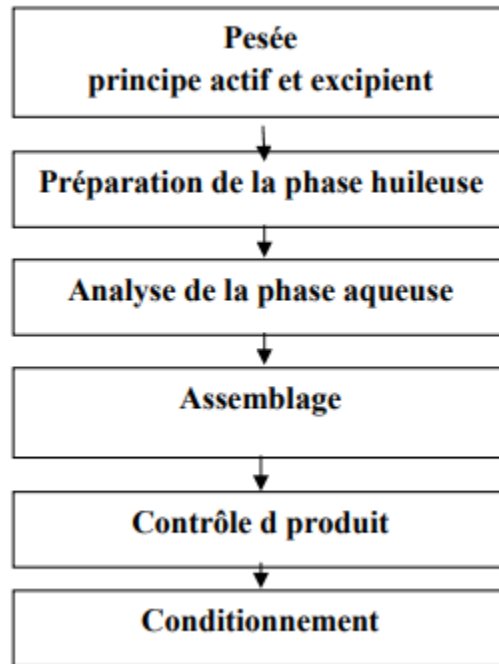 Pesée
principe actif et excipient
Préparation de la phase huileuse
Analyse de la phase aqueuse
Assemblage
Contrôle d produit
Conditionnement